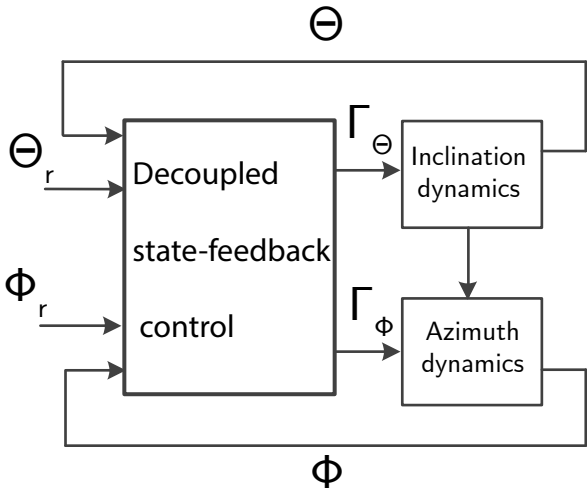 Θ
Γ
Θ
Θ
r
Decoupled
Inclination
dynamics
state-feedback
Φ
r
control
Γ
Φ
Azimuth
dynamics
Φ